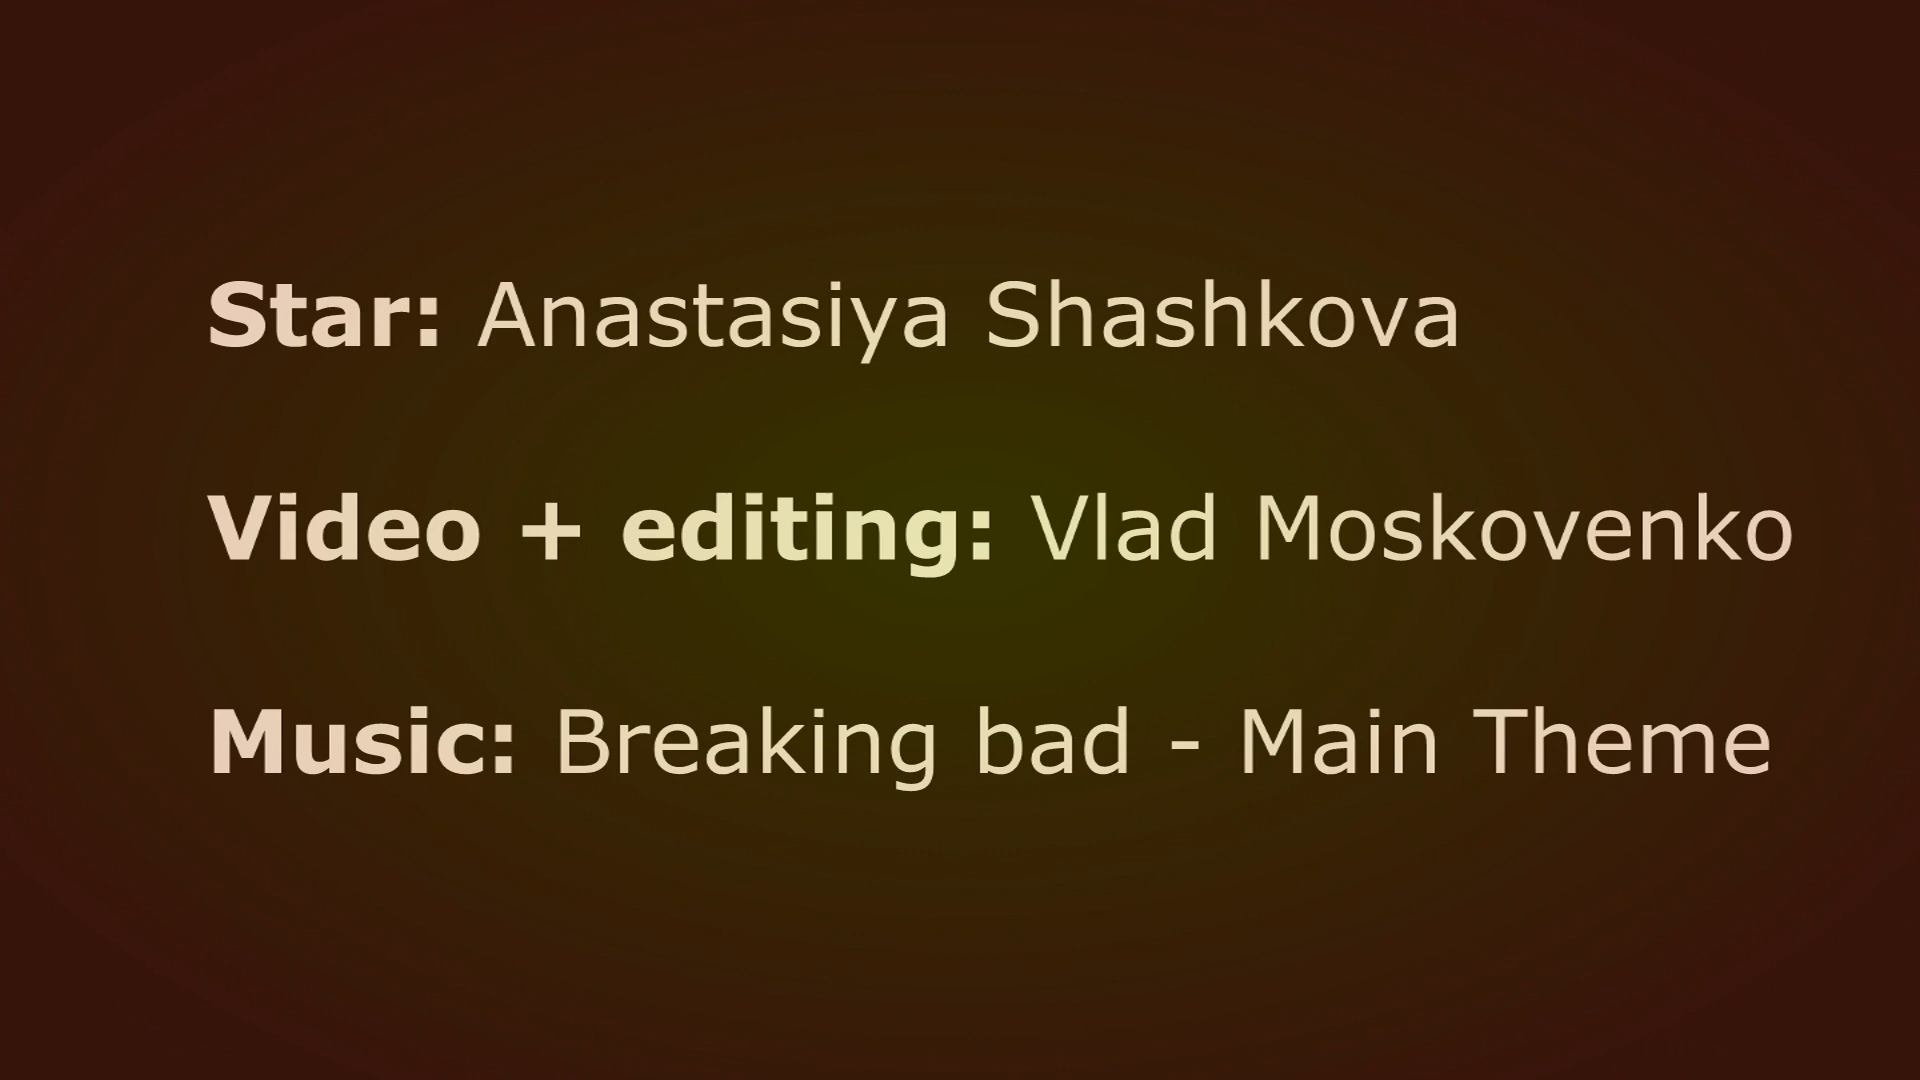 Star: Anastasiya Shashkova
Video + editing: Vlad Moskovenko
Music: Breaking bad - Main Theme